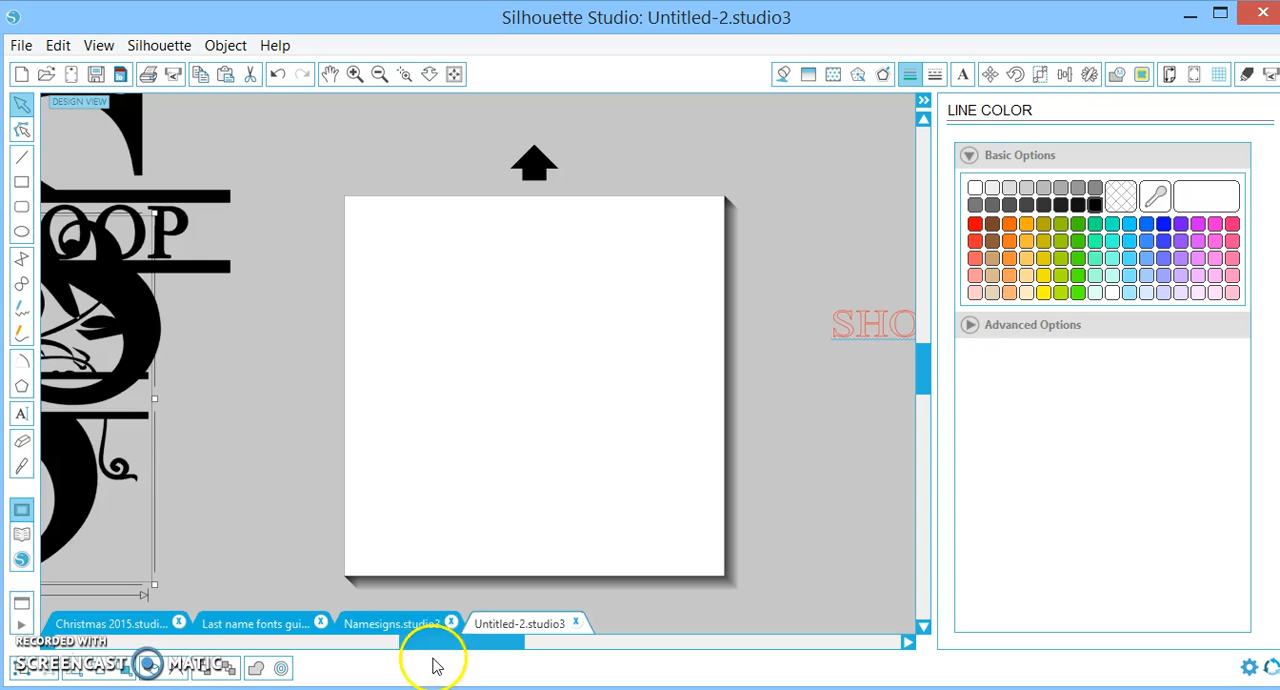 Silhouette Studio: Untitled-2.studio3
File Edit View Silhouette Object Help
DESIGN VIEW
LINE COLOR
Basic Options
OOP
SHO
Advanced Options
Christmas 2015.studi... Last name fonts gui... Namesigns.studio3 Untitled-2.studio3
RECORDED WITH
SCREENCAST MATIC